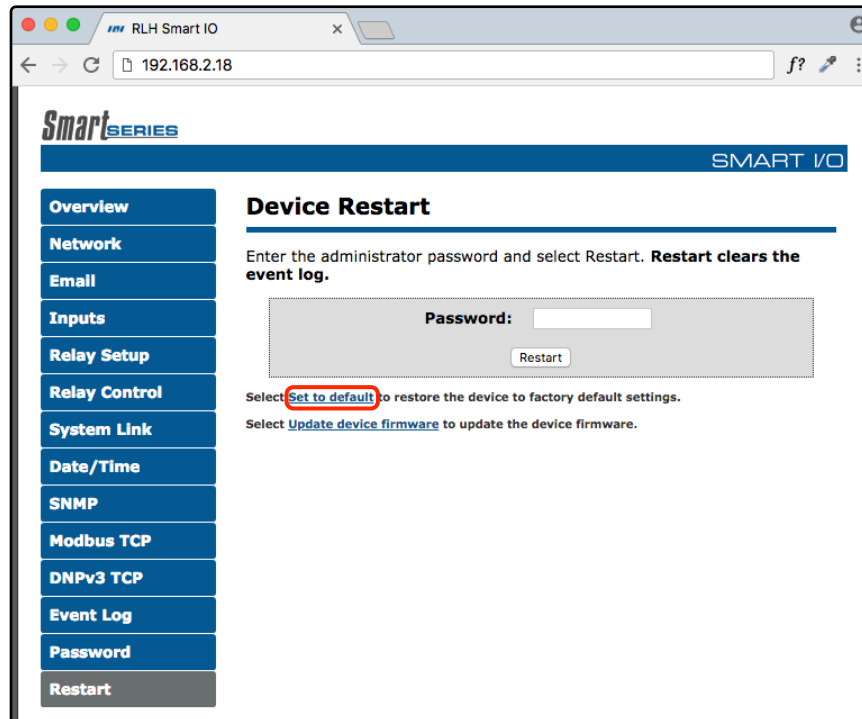 RLH Smart IO
192.168.2.18
f?
Smart SERIES
SMART I/O
Overview
Network
Email
Inputs
Relay Setup
Relay Control
System Link
Date/Time
SNMP
Modbus TCP
DNPv3 TCP
Event Log
Password
Restart
Device Restart
Enter the administrator password and select Restart. Restart clears the
event log.
Password:
Restart
Select Set to default to restore the device to factory default settings.
Select Update device firmware to update the device firmware.